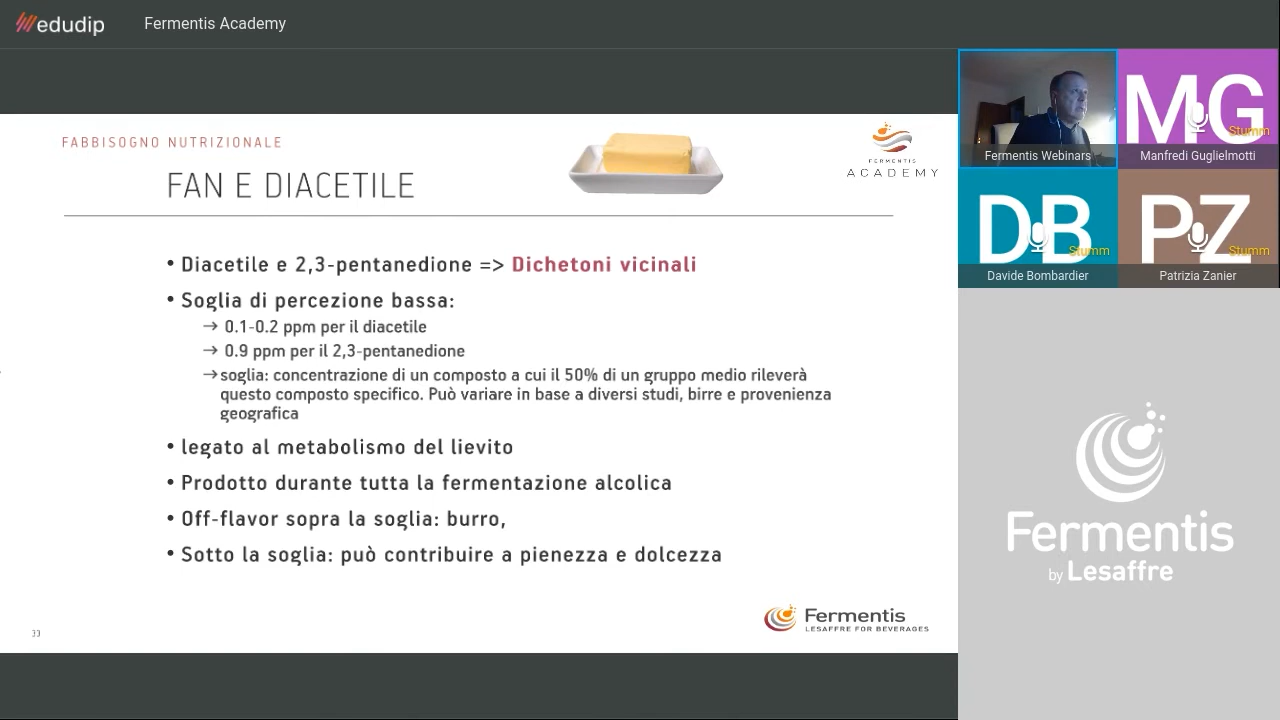 edudip
Fermentis Academy
FABBISOGNO NUTRIZIONALE
FAN E DIACETILE
FERMENTIS
ACADEMY
• Diacetile e 2,3-pentanedione => Dichetoni vicinali
• Soglia di percezione bassa:
→ 0.1-0.2 ppm per il diacetile
→ 0.9 ppm per il 2,3-pentanedione
→ soglia: concentrazione di un composto a cui il 50% di un gruppo medio rileverà
questo composto specifico. Può variare in base a diversi studi, birre e provenienza
geografica
• legato al metabolismo del lievito
• Prodotto durante tutta la fermentazione alcolica
• Off-flavor sopra la soglia: burro,
• Sotto la soglia: può contribuire a pienezza e dolcezza
33
Fermentis
LESAFFRE FOR BEVERAGES
Fermentis Webinars
MG
Stumm
Manfredi Guglielmotti
DB
Stumm
Davide Bombardier
PZ
Stumm
Patrizia Zanier
Fermentis
by Lesaffre